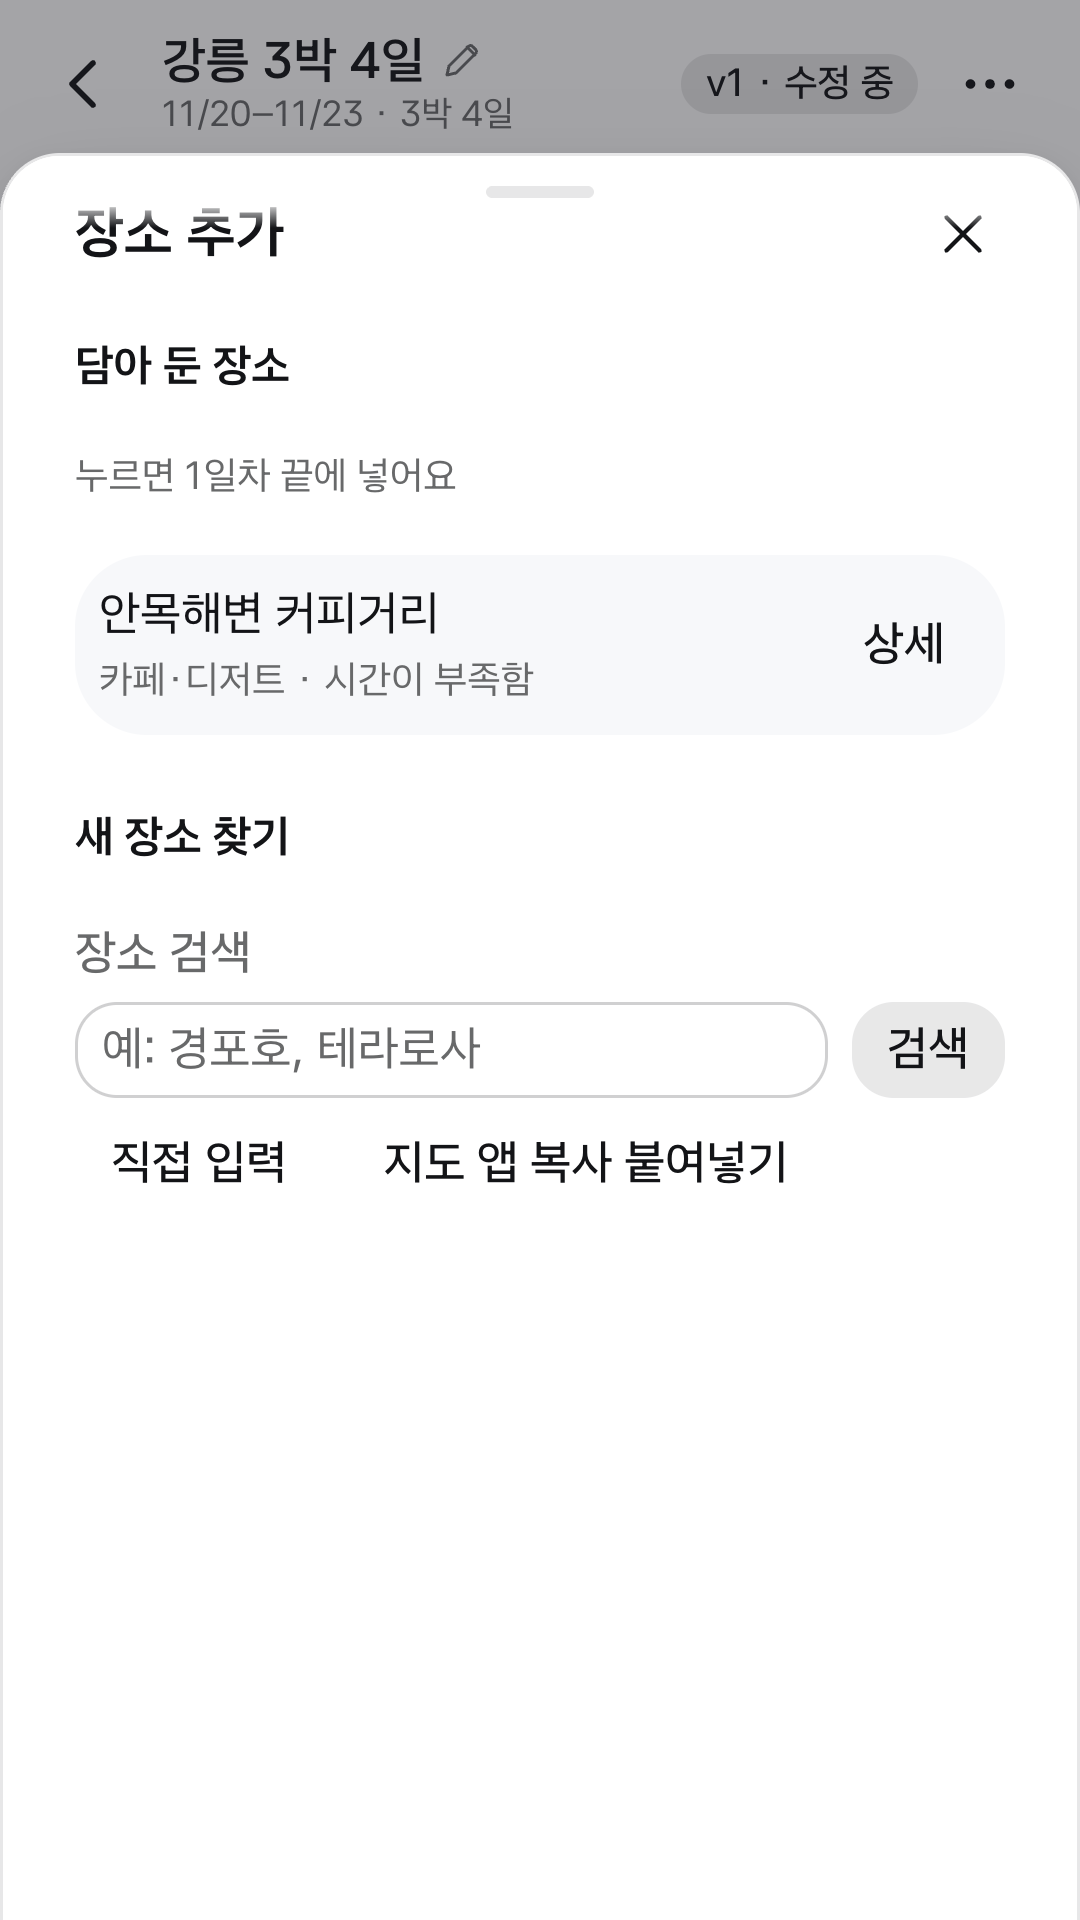 강릉 3박 4일
11/20–11/23 · 3박 4일
v1 · 수정 중
장소 추가
담아 둔 장소
누르면 1일차 끝에 넣어요
안목해변 커피거리
카페·디저트 · 시간이 부족함
상세
새 장소 찾기
장소 검색
예: 경포호, 테라로사
검색
직접 입력
지도 앱 복사 붙여넣기